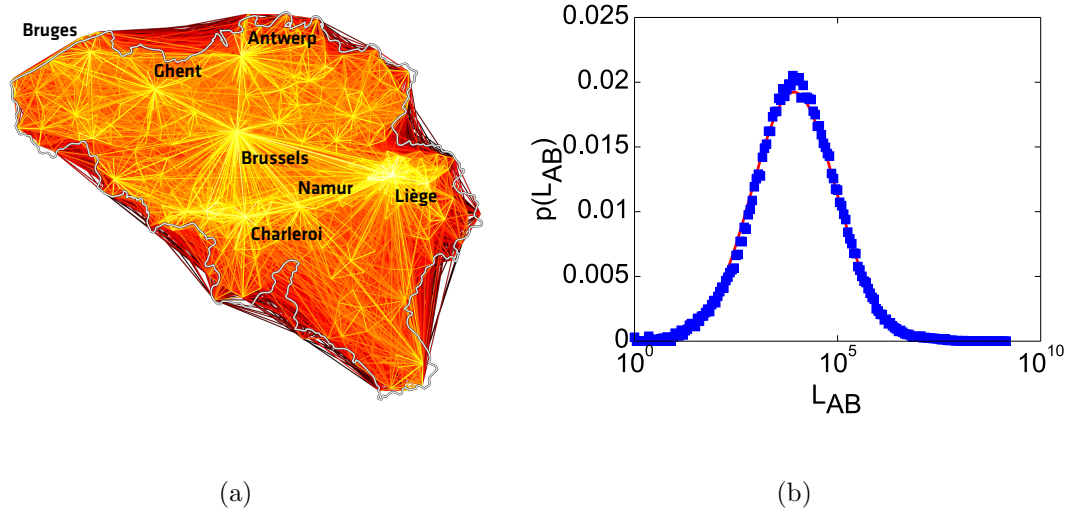 Bruges
Antwerp
Ghent
Brussels
Namur
Liège
Charleroi
(a)
0.025
0.02
0.015
0.01
0.005
0
p(L_AB)
10^0
10^5
10^10
L_AB
(b)